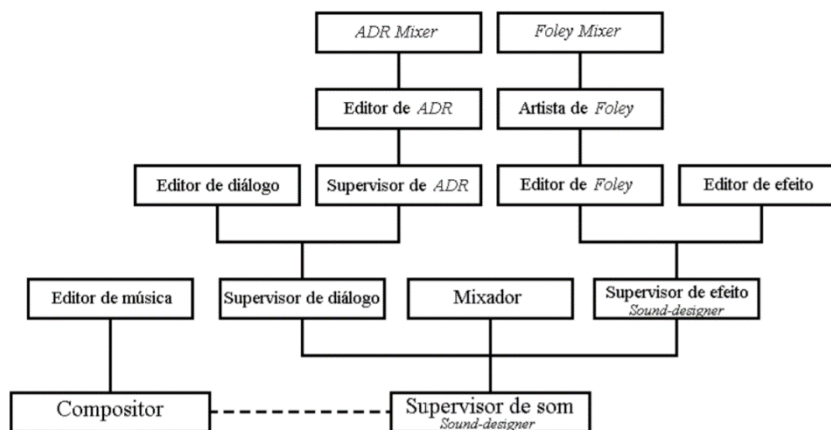 ADR Mixer
Foley Mixer
Editor de ADR
Artista de Foley
Editor de diálogo
Supervisor de ADR
Editor de Foley
Editor de efeito
Editor de música
Supervisor de diálogo
Mixador
Supervisor de efeito
Sound-designer
Compositor
Supervisor de som
Sound-designer